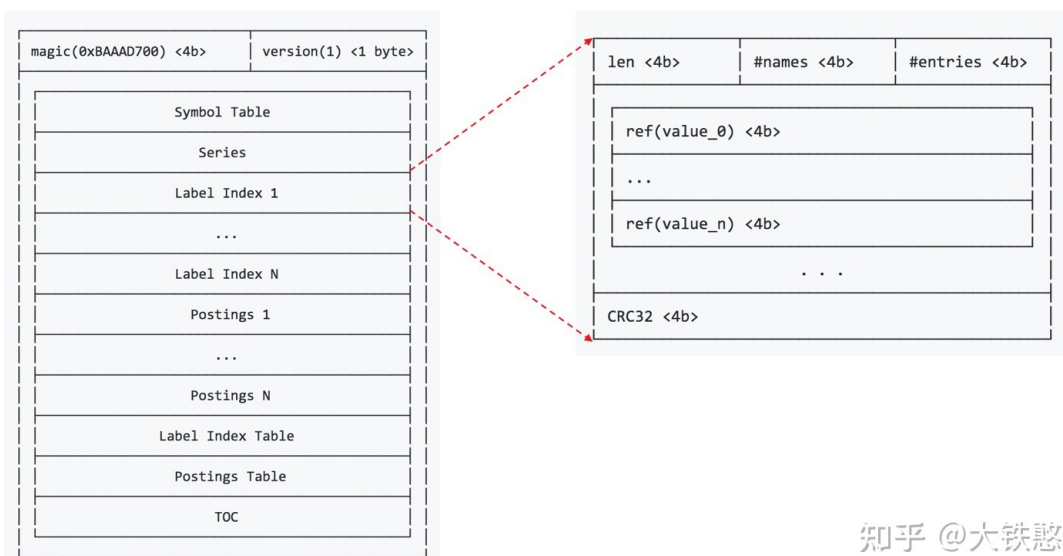 magic(0xBAAAD700) <4b>
version(1) <1 byte>
Symbol Table
Series
Label Index 1
...
Label Index N
Postings 1
...
Postings N
Label Index Table
Postings Table
TOC
len <4b>
#names <4b>
#entries <4b>
ref(value_0) <4b>
...
ref(value_n) <4b>
. . .
CRC32 <4b>
知乎 @大铁憨